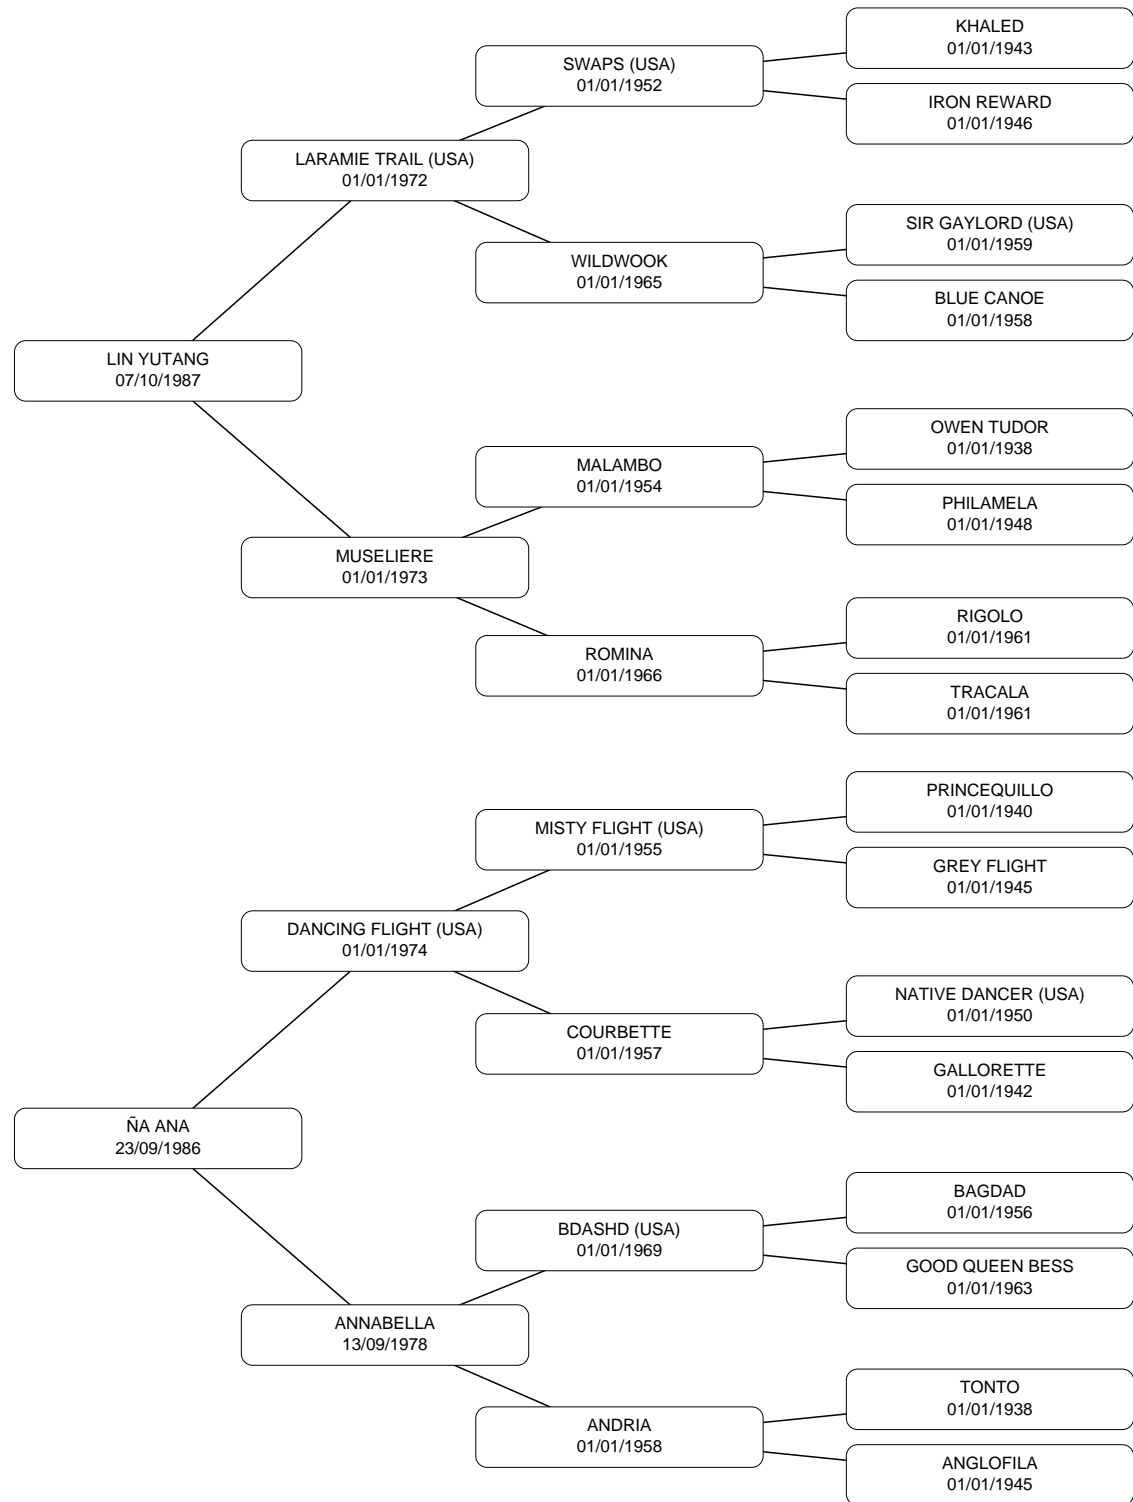 KHALED
01/01/1943
SWAPS (USA)
01/01/1952
IRON REWARD
01/01/1946
LARAMIE TRAIL (USA)
01/01/1972
SIR GAYLORD (USA)
01/01/1959
WILDWOOK
01/01/1965
BLUE CANOE
01/01/1958
LIN YUTANG
07/10/1987
OWEN TUDOR
01/01/1938
MALAMBO
01/01/1954
PHILAMELA
01/01/1948
MUSELIERE
01/01/1973
RIGOLO
01/01/1961
ROMINA
01/01/1966
TRACALA
01/01/1961
PRINCEQUILLO
01/01/1940
MISTY FLIGHT (USA)
01/01/1955
GREY FLIGHT
01/01/1945
DANCING FLIGHT (USA)
01/01/1974
NATIVE DANCER (USA)
01/01/1950
COURBETTE
01/01/1957
GALLORETTE
01/01/1942
ÑA ANA
23/09/1986
BAGDAD
01/01/1956
BDASHD (USA)
01/01/1969
GOOD QUEEN BESS
01/01/1963
ANNABELLA
13/09/1978
TONTO
01/01/1938
ANDRIA
01/01/1958
ANGLOFILA
01/01/1945